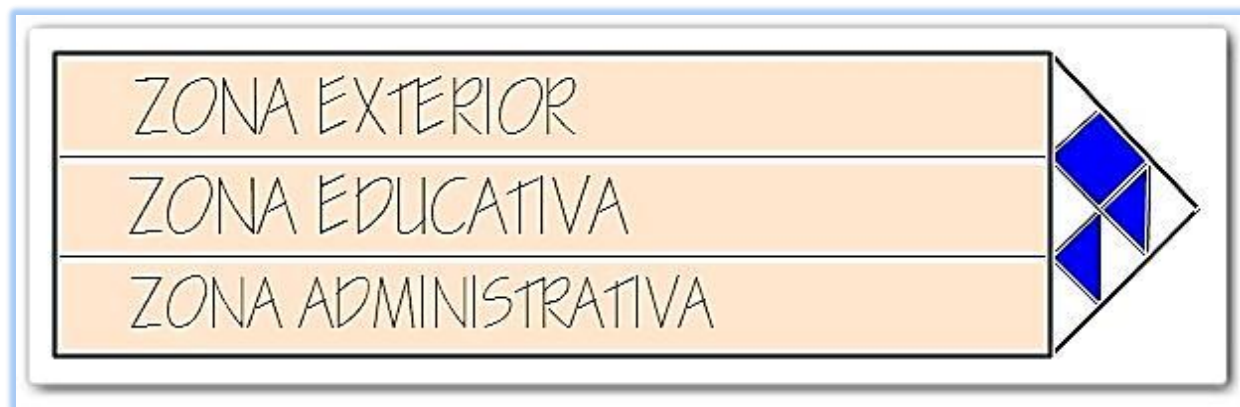 ZONA EXTERIOR
ZONA EDUCATIVA
ZONA ADMINISTRATIVA